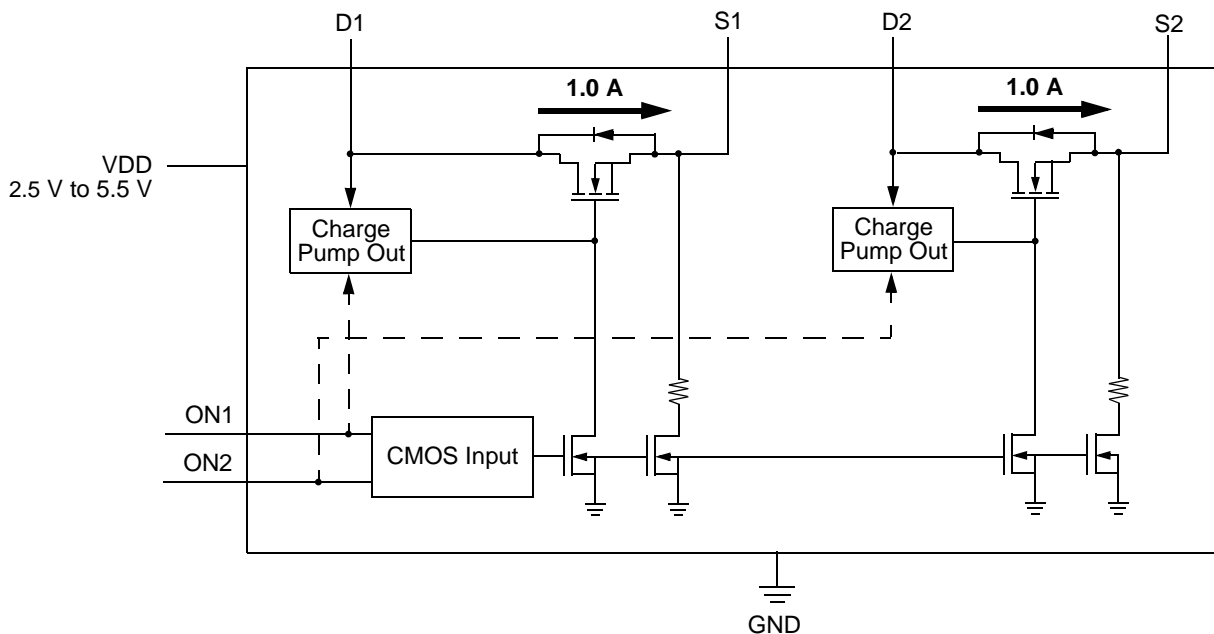 D1
S1
D2
S2
1.0 A
1.0 A
VDD
2.5 V to 5.5 V
Charge
Pump Out
Charge
Pump Out
ON1
ON2
CMOS Input
GND